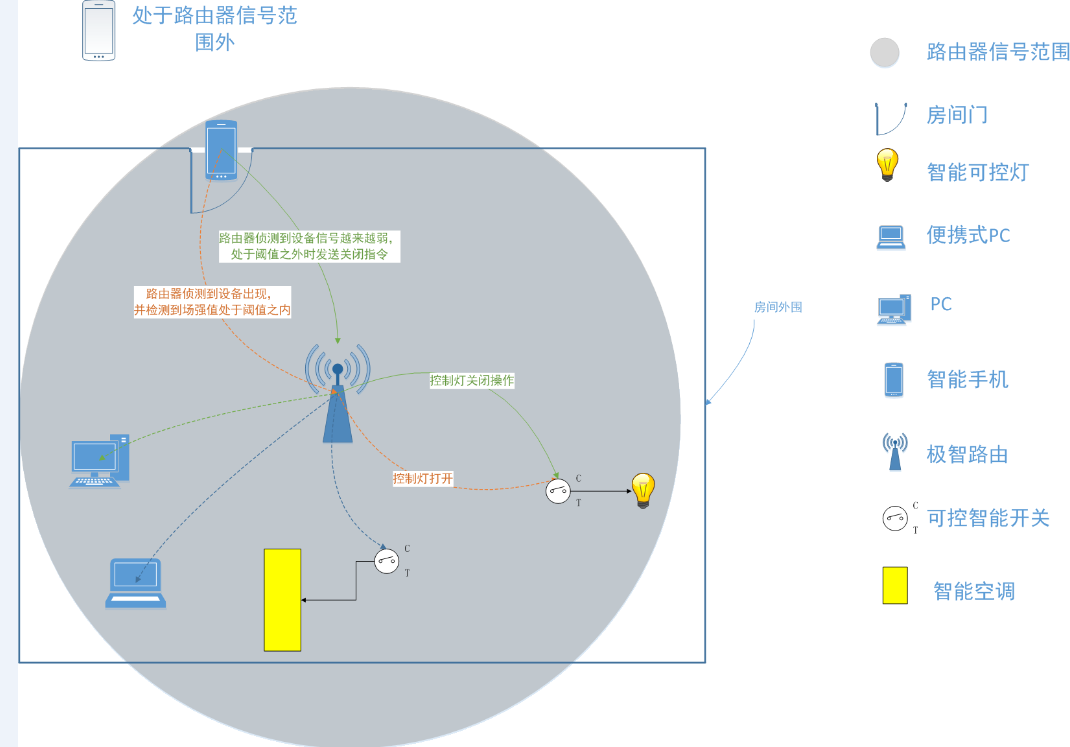 处于路由器信号范
围外
路由器侦测到设备信号越来越弱，
处于阈值之外时发送关闭指令
路由器侦测到设备出现，
并检测到场强值处于阈值之内
控制灯关闭操作
控制灯打开
C
T
C
T
房间外围
路由器信号范围
房间门
智能可控灯
便携式PC
PC
智能手机
极智路由
C
T
可控智能开关
智能空调